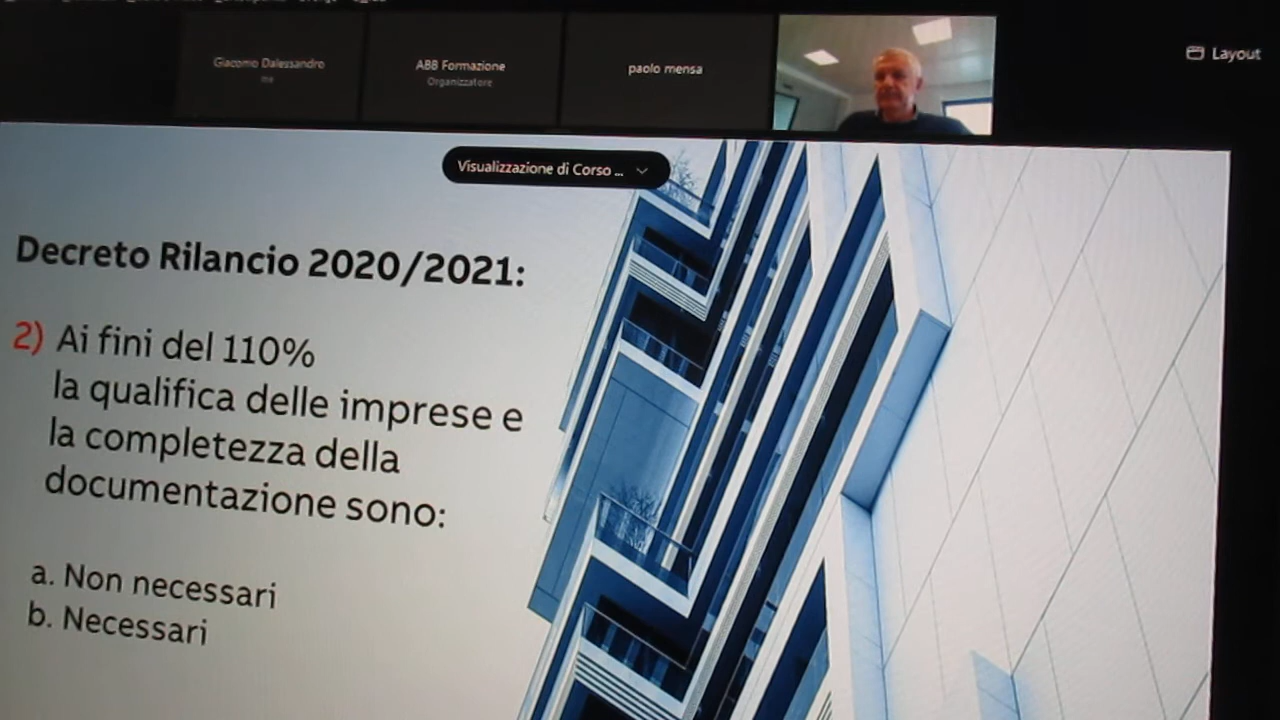 Giacomo Dalessandro
me
ABB Formazione
Organizzatore
paolo mensa
Layout
Visualizzazione di Corso ...
Decreto Rilancio 2020/2021:
2) Ai fini del 110%
la qualifica delle imprese e
la completezza della
documentazione sono:
a. Non necessari
b. Necessari